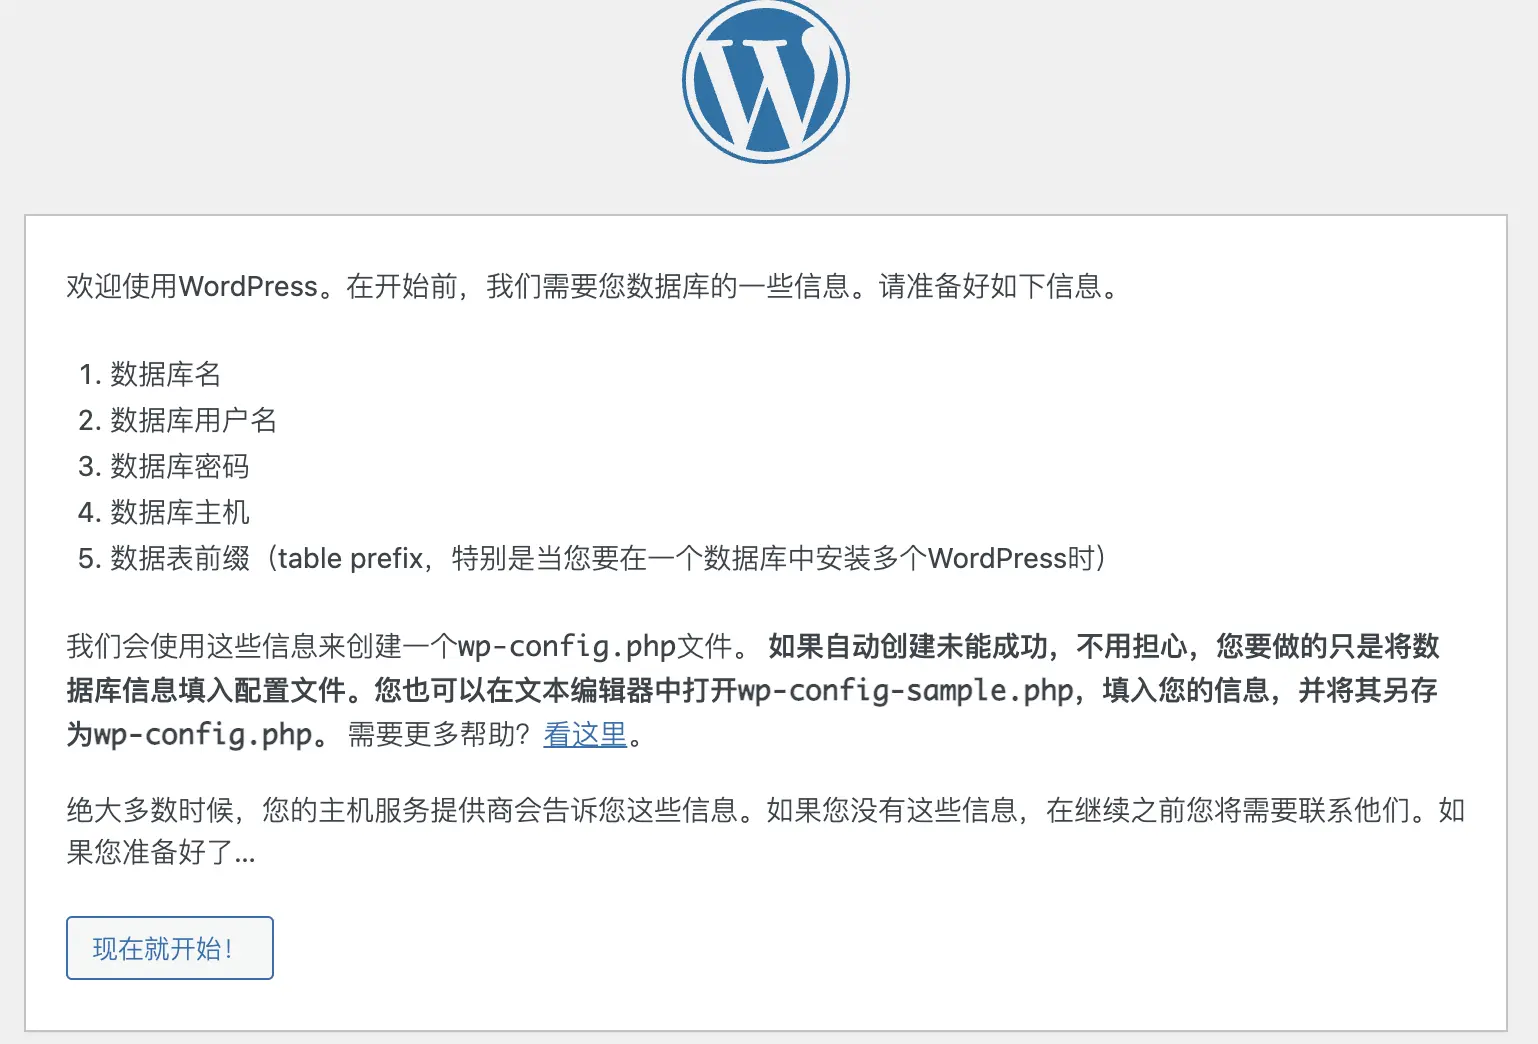 欢迎使用WordPress。在开始前，我们需要您数据库的一些信息。请准备好如下信息。
1. 数据库名
2. 数据库用户名
3. 数据库密码
4. 数据库主机
5. 数据表前缀（table prefix，特别是当您要在一个数据库中安装多个WordPress时）
我们会使用这些信息来创建一个wp-config.php文件。 如果自动创建未能成功，不用担心，您要做的只是将数
据库信息填入配置文件。您也可以在文本编辑器中打开wp-config-sample.php，填入您的信息，并将其另存
为wp-config.php。 需要更多帮助？看这里。
绝大多数时候，您的主机服务提供商会告诉您这些信息。如果您没有这些信息，在继续之前您将需要联系他们。如
果您准备好了...
现在就开始！